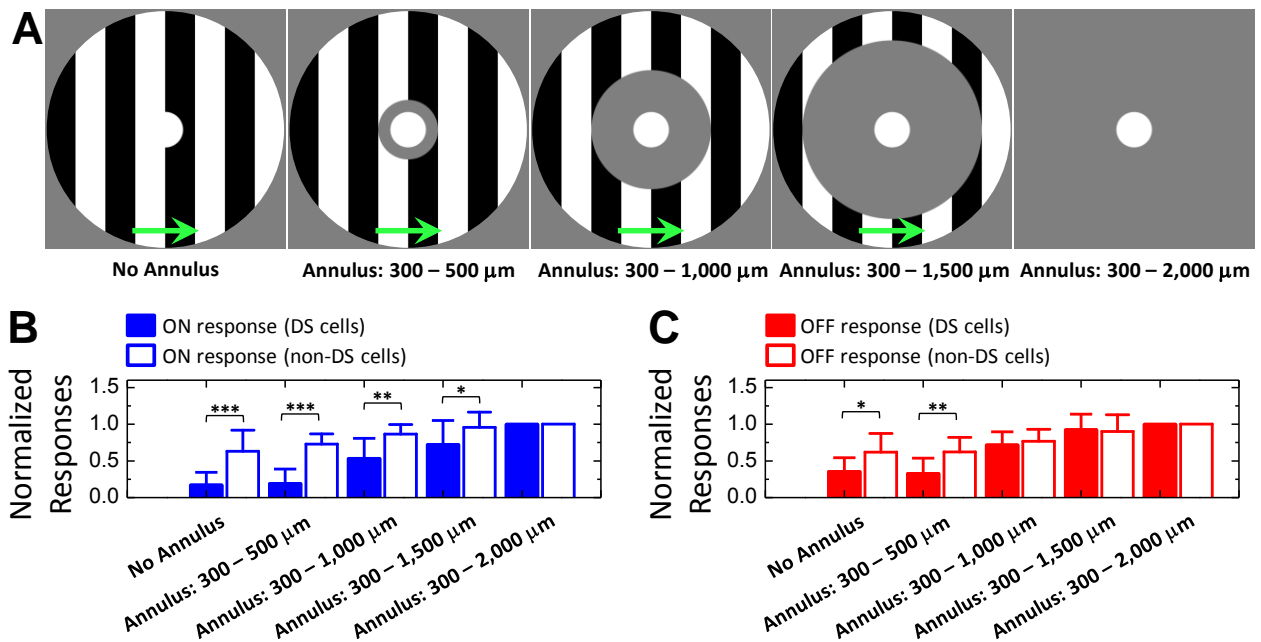 A
No Annulus
Annulus: 300 – 500 μm
Annulus: 300 – 1,000 μm
Annulus: 300 – 1,500 μm
Annulus: 300 – 2,000 μm
B
ON response (DS cells)
ON response (non-DS cells)
Normalized
Responses
1.5
1.0
0.5
0.0
***
***
**
*
No Annulus
Annulus: 300 – 500 μm
Annulus: 300 – 1,000 μm
Annulus: 300 – 1,500 μm
Annulus: 300 – 2,000 μm
C
OFF response (DS cells)
OFF response (non-DS cells)
Normalized
Responses
1.5
1.0
0.5
0.0
*
**
No Annulus
Annulus: 300 – 500 μm
Annulus: 300 – 1,000 μm
Annulus: 300 – 1,500 μm
Annulus: 300 – 2,000 μm